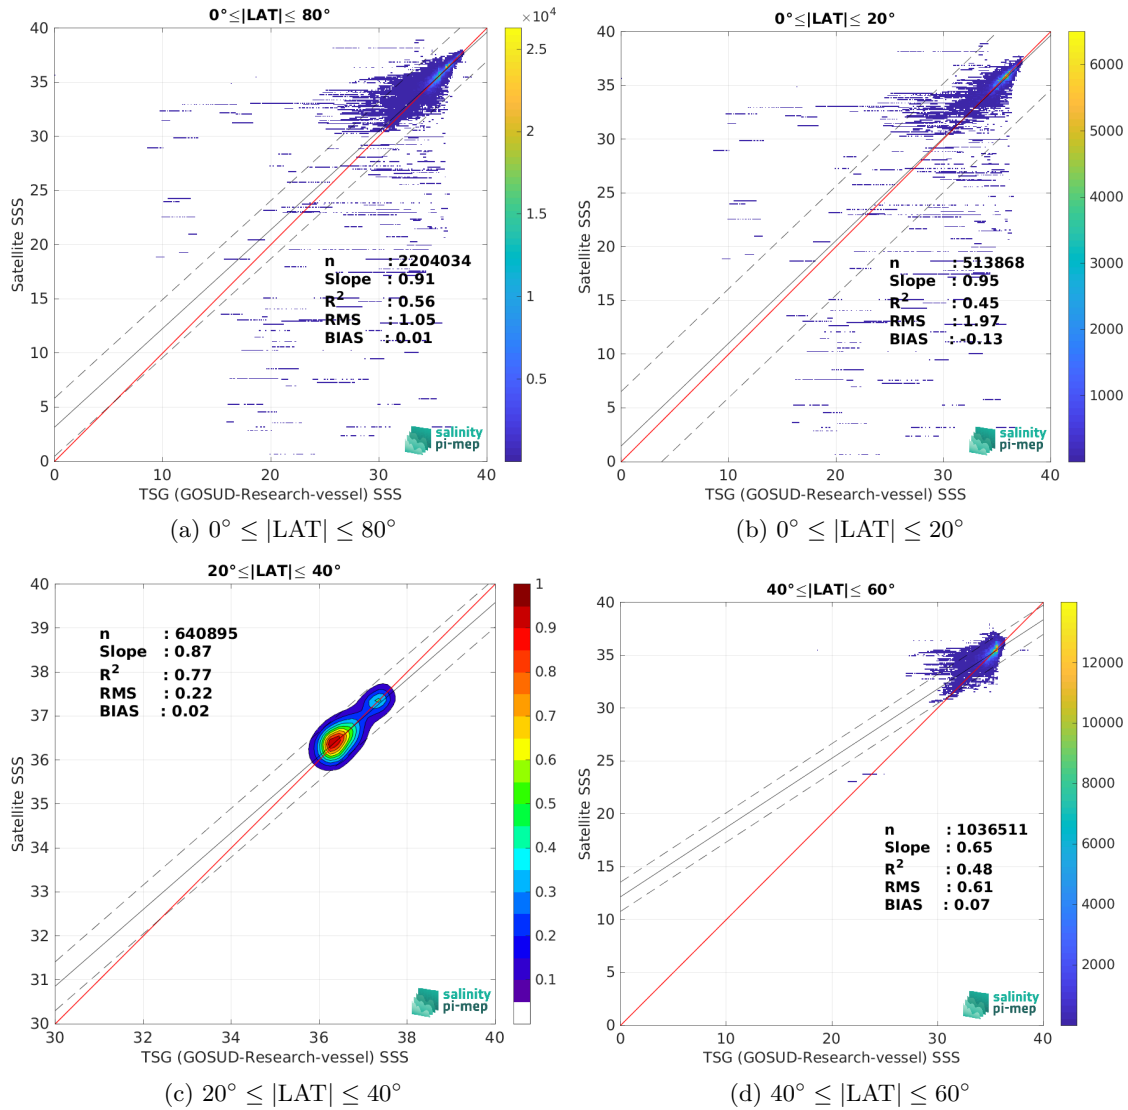 0°≤|LAT|≤ 80°
×10⁴
Satellite SSS
40
35
30
25
20
15
10
5
0
n : 2204034
Slope : 0.91
R² : 0.56
RMS : 1.05
BIAS : 0.01
salinity
pi-mep
0 10 20 30 40
TSG (GOSUD-Research-vessel) SSS
2.5
2
1.5
1
0.5
(a) 0° ≤ |LAT| ≤ 80°
0°≤|LAT|≤ 20°
Satellite SSS
40
35
30
25
20
15
10
5
0
n : 513868
Slope : 0.95
R² : 0.45
RMS : 1.97
BIAS : -0.13
salinity
pi-mep
0 10 20 30 40
TSG (GOSUD-Research-vessel) SSS
6000
5000
4000
3000
2000
1000
(b) 0° ≤ |LAT| ≤ 20°
20°≤|LAT|≤ 40°
Satellite SSS
40
39
38
37
36
35
34
33
32
31
30
n : 640895
Slope : 0.87
R² : 0.77
RMS : 0.22
BIAS : 0.02
salinity
pi-mep
30 32 34 36 38 40
TSG (GOSUD-Research-vessel) SSS
1
0.9
0.8
0.7
0.6
0.5
0.4
0.3
0.2
0.1
(c) 20° ≤ |LAT| ≤ 40°
40°≤|LAT|≤ 60°
Satellite SSS
40
35
30
25
20
15
10
5
0
n : 1036511
Slope : 0.65
R² : 0.48
RMS : 0.61
BIAS : 0.07
salinity
pi-mep
0 10 20 30 40
TSG (GOSUD-Research-vessel) SSS
12000
10000
8000
6000
4000
2000
(d) 40° ≤ |LAT| ≤ 60°